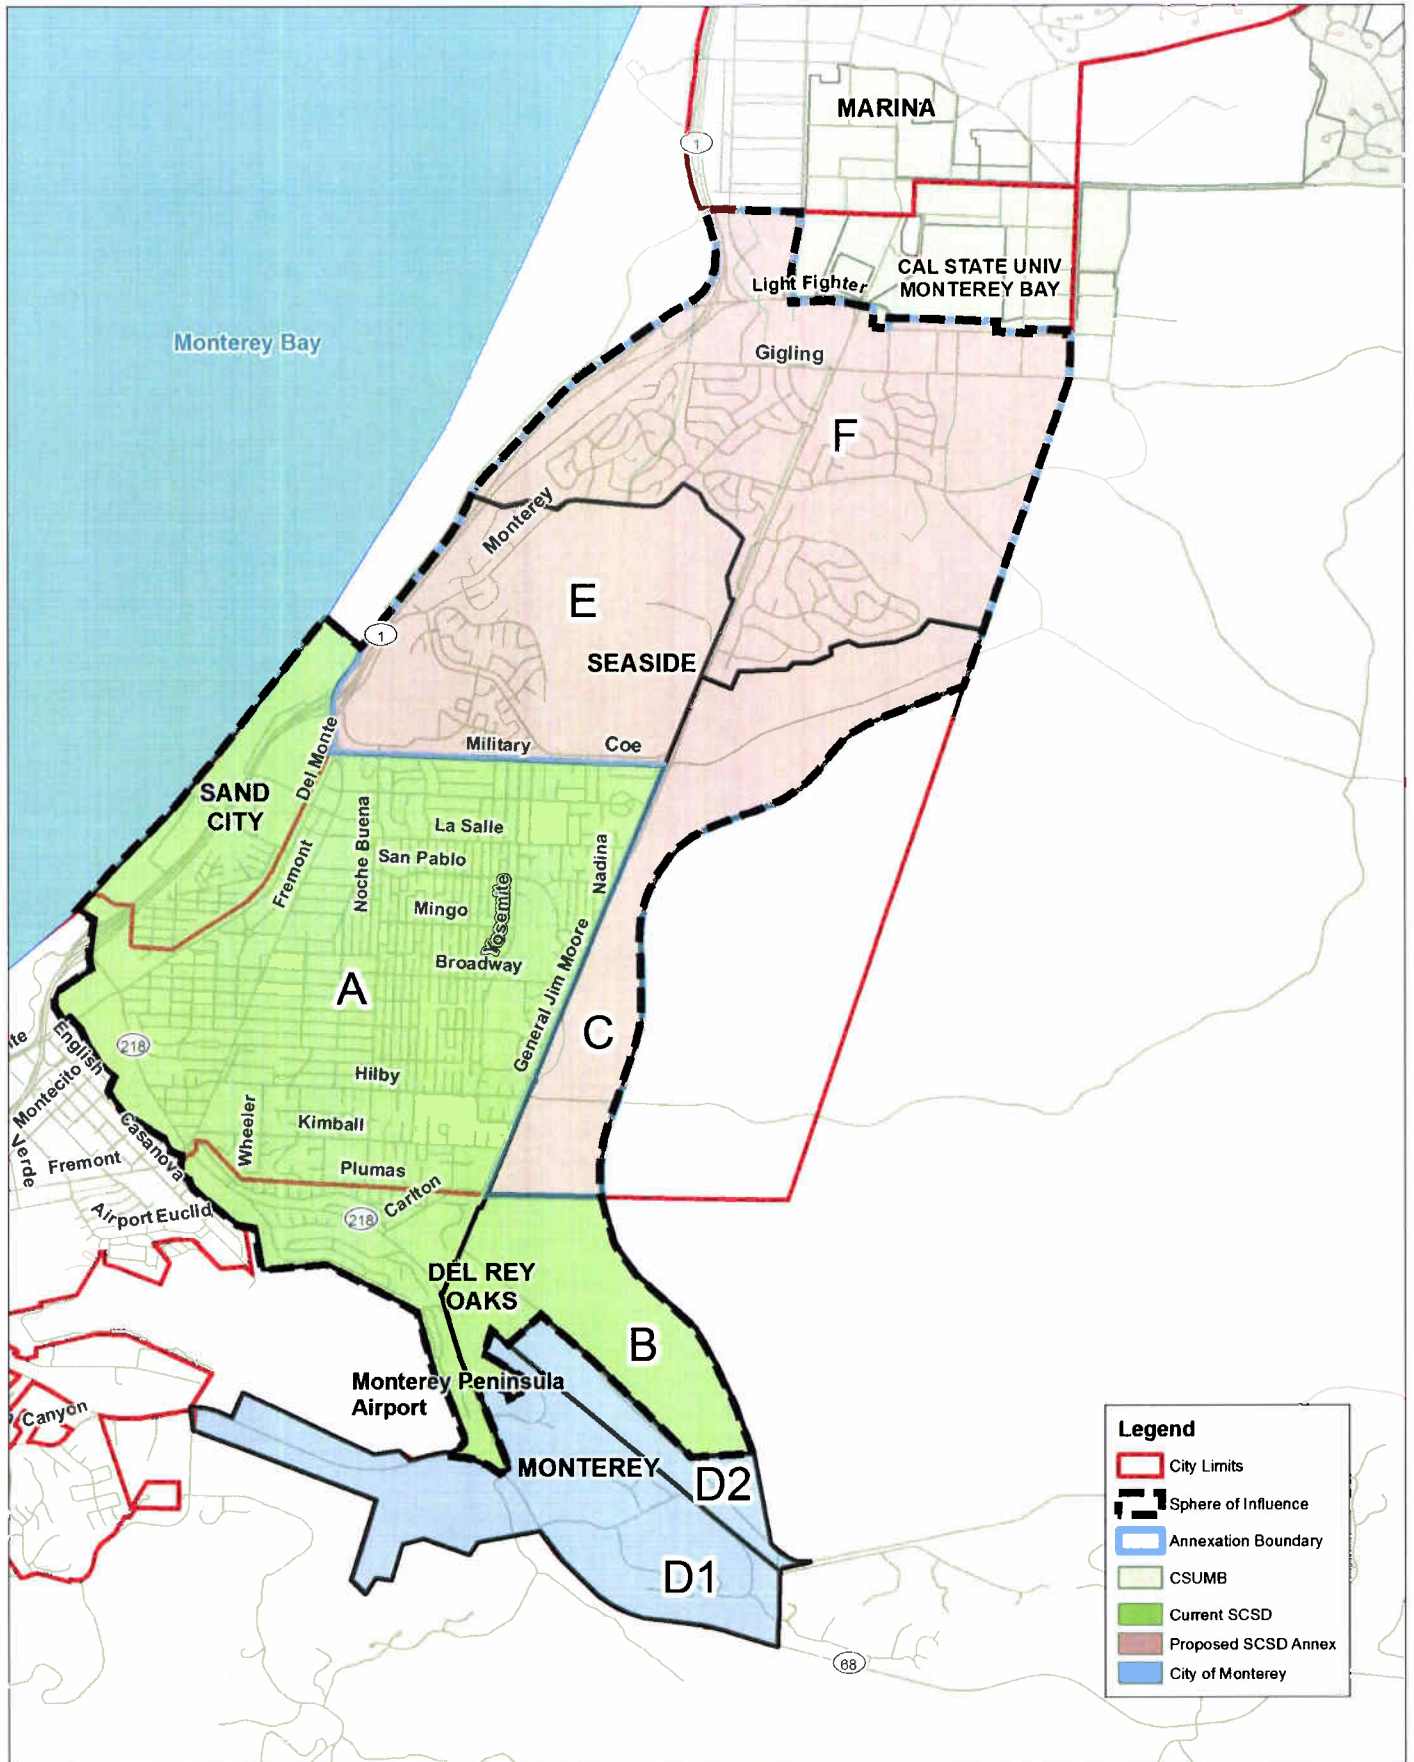 MARINA
1
CAL STATE UNIV
MONTEREY BAY
Light Fighter
Monterey Bay
Gigling
F
Monterey
E
1
SEASIDE
Military
Coe
Del Monte
SAND
CITY
La Salle
Noche Buena
San Pablo
Fremont
Nadina
Mingo
Yosemite
Broadway
A
General Jim Moore
C
English
218
Hilby
Montecito
Wheeler
Kimball
Casanova
Verde
Fremont
Plumas
Carlton
Airport
Euclid
218
DEL REY
OAKS
B
Monterey Peninsula
Airport
Canyon
MONTEREY
D2
D1
68
Legend
City Limits
Sphere of Influence
Annexation Boundary
CSUMB
Current SCSD
Proposed SCSD Annex
City of Monterey